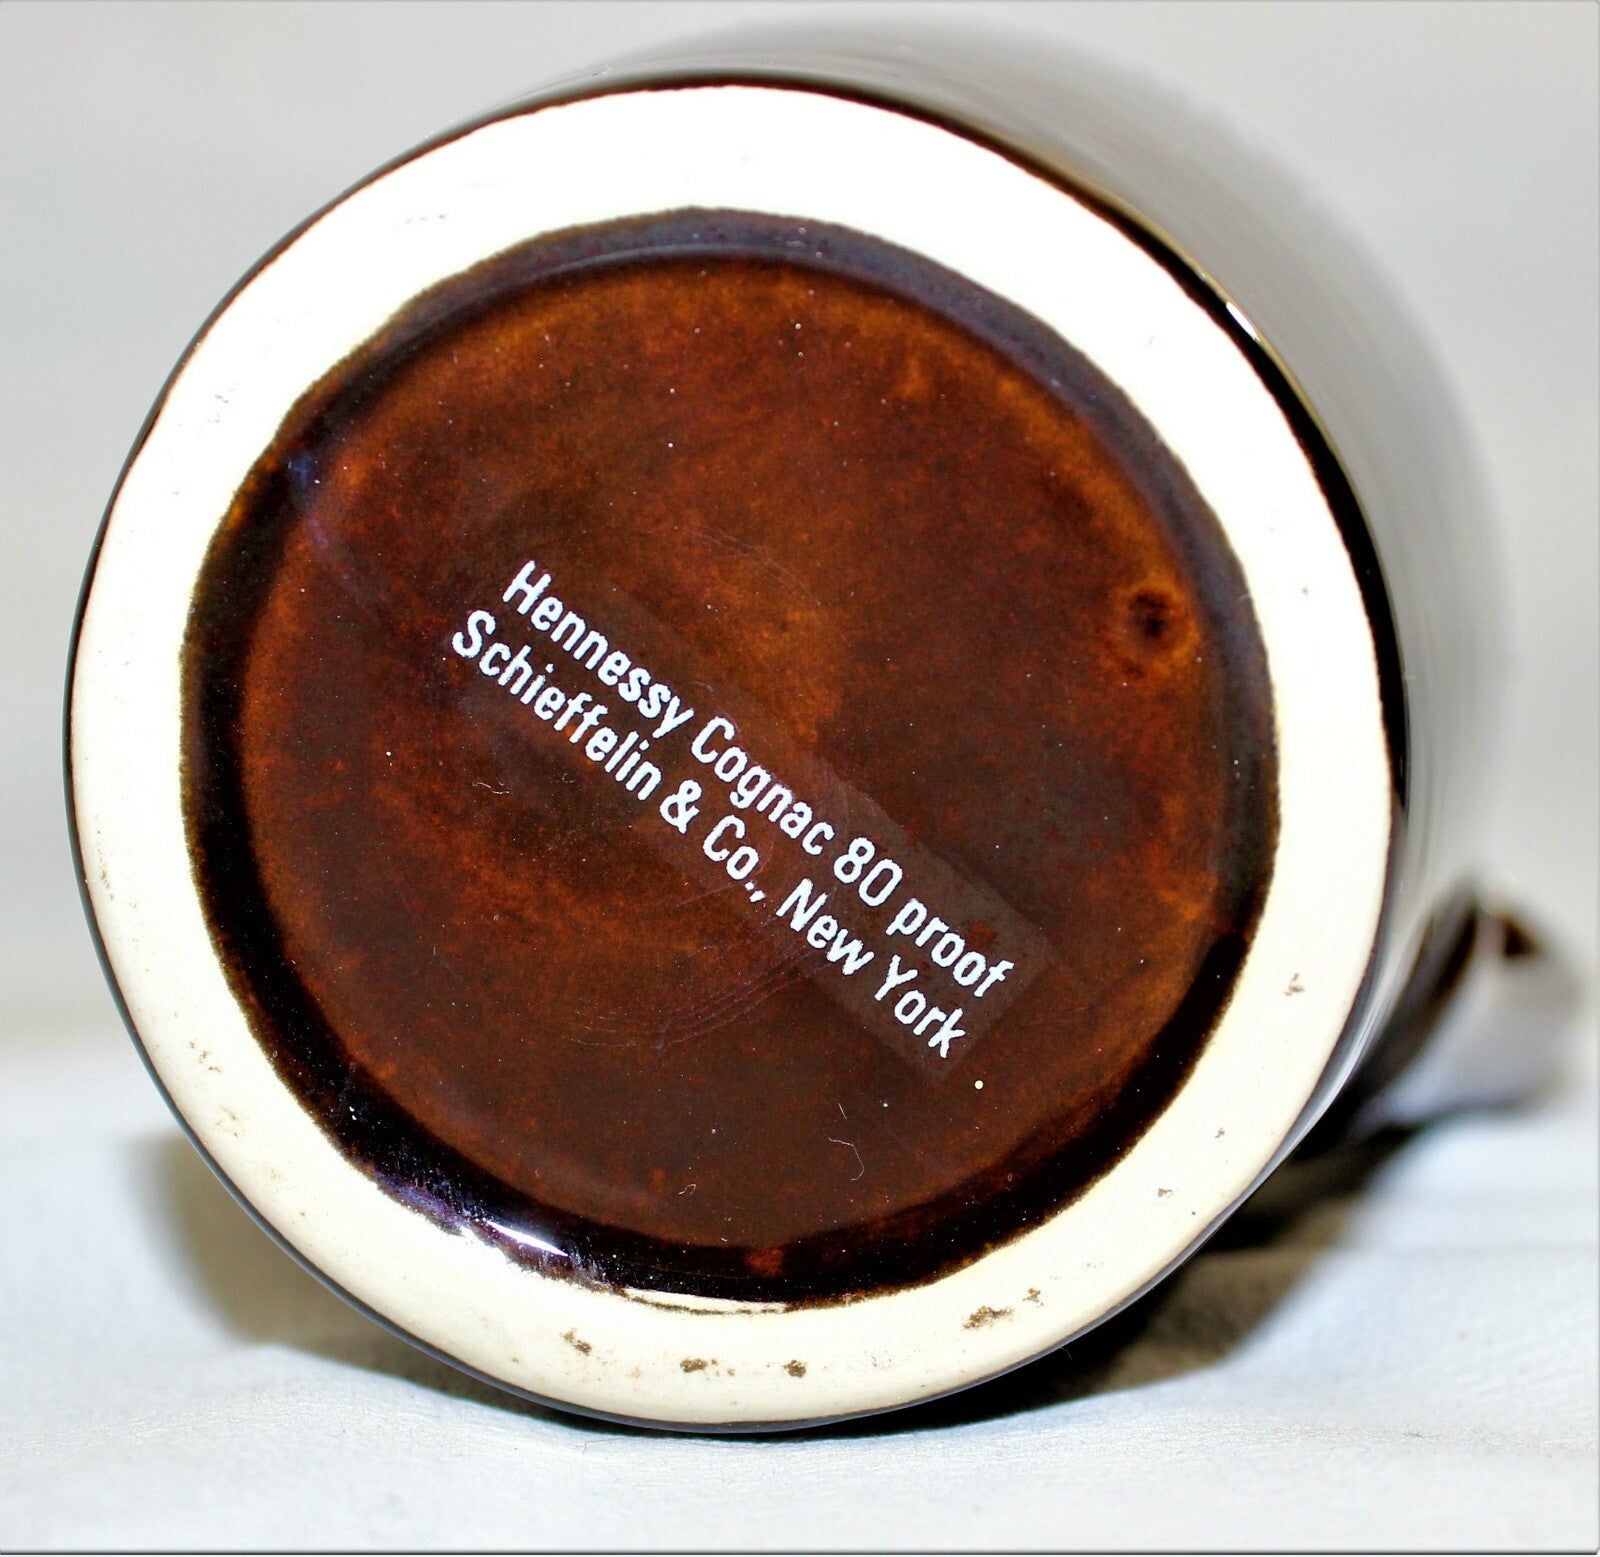 Hennessy Cognac 80 proof
Schieffelin & Co., New York